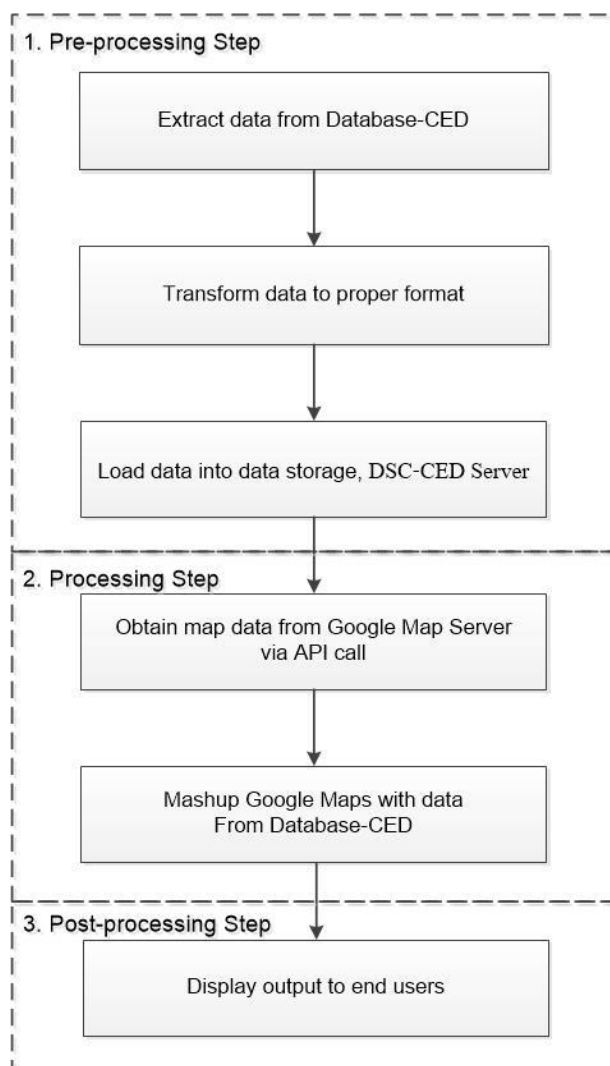 1. Pre-processing Step
Extract data from Database-CED
Transform data to proper format
Load data into data storage, DSC-CED Server
2. Processing Step
Obtain map data from Google Map Server
via API call
Mashup Google Maps with data
From Database-CED
3. Post-processing Step
Display output to end users